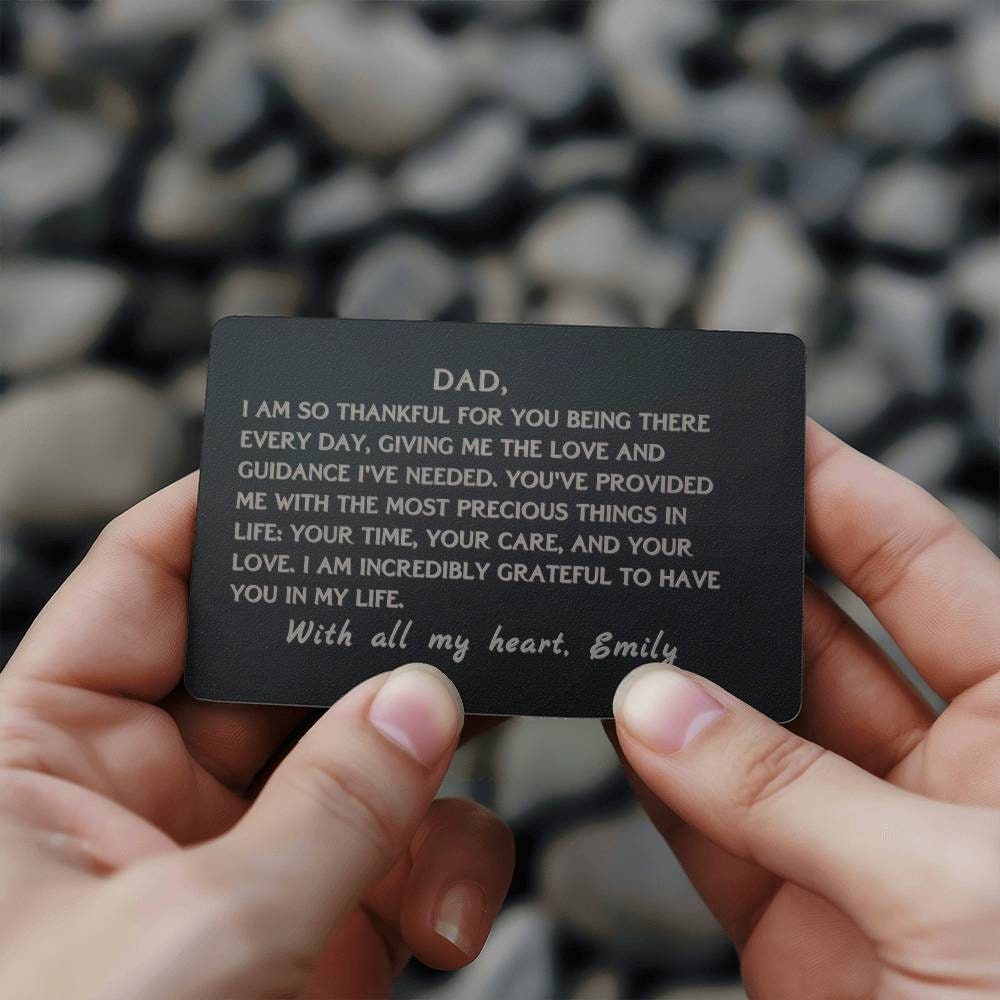 DAD,
I AM SO THANKFUL FOR YOU BEING THERE
EVERY DAY, GIVING ME THE LOVE AND
GUIDANCE I'VE NEEDED. YOU'VE PROVIDED
ME WITH THE MOST PRECIOUS THINGS IN
LIFE: YOUR TIME, YOUR CARE, AND YOUR
LOVE. I AM INCREDIBLY GRATEFUL TO HAVE
YOU IN MY LIFE.
With all my heart. Emily